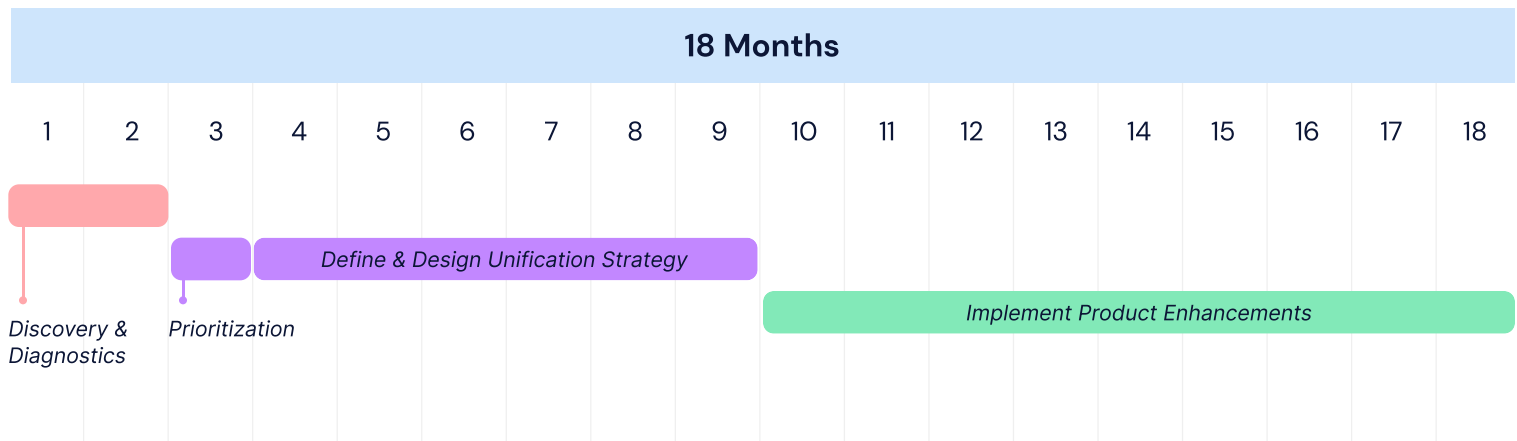 18 Months
1 2 3 4 5 6 7 8 9 10 11 12 13 14 15 16 17 18
Define & Design Unification Strategy
Implement Product Enhancements
Discovery &
Diagnostics
Prioritization